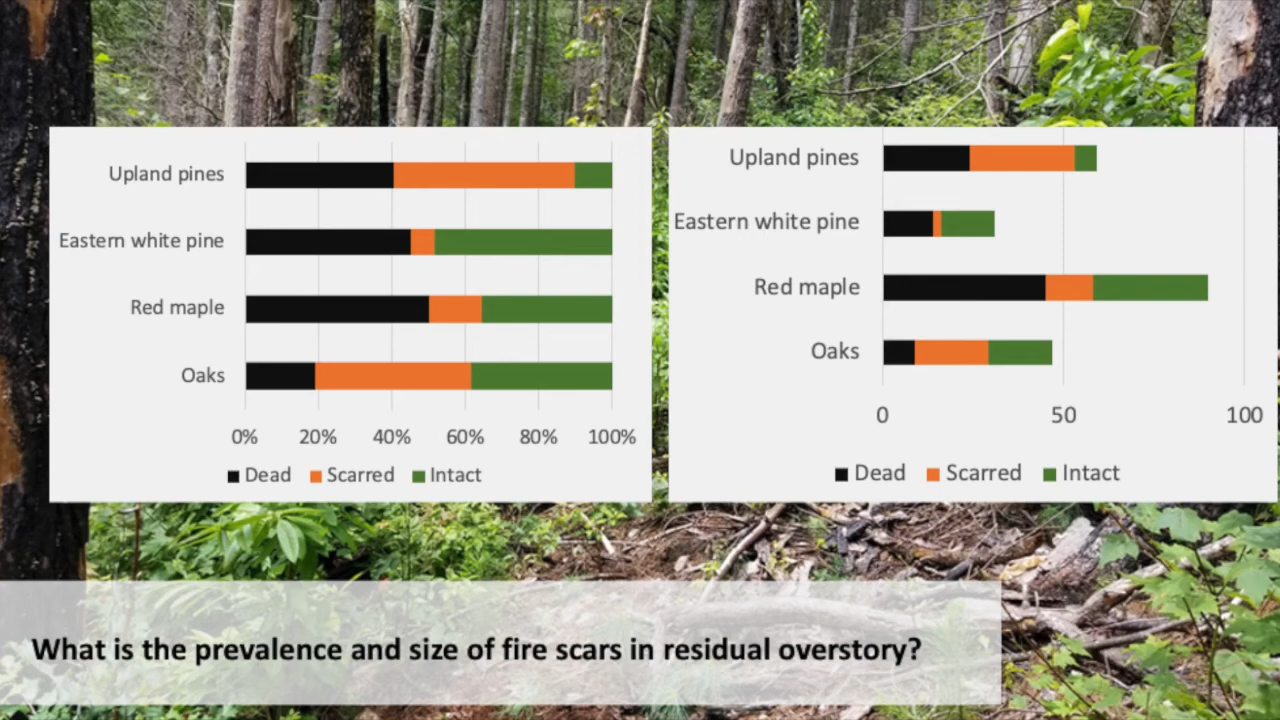 Upland pines
Eastern white pine
Red maple
Oaks
0% 20% 40% 60% 80% 100%
Dead Scarred Intact
Upland pines
Eastern white pine
Red maple
Oaks
0 50 100
Dead Scarred Intact
What is the prevalence and size of fire scars in residual overstory?